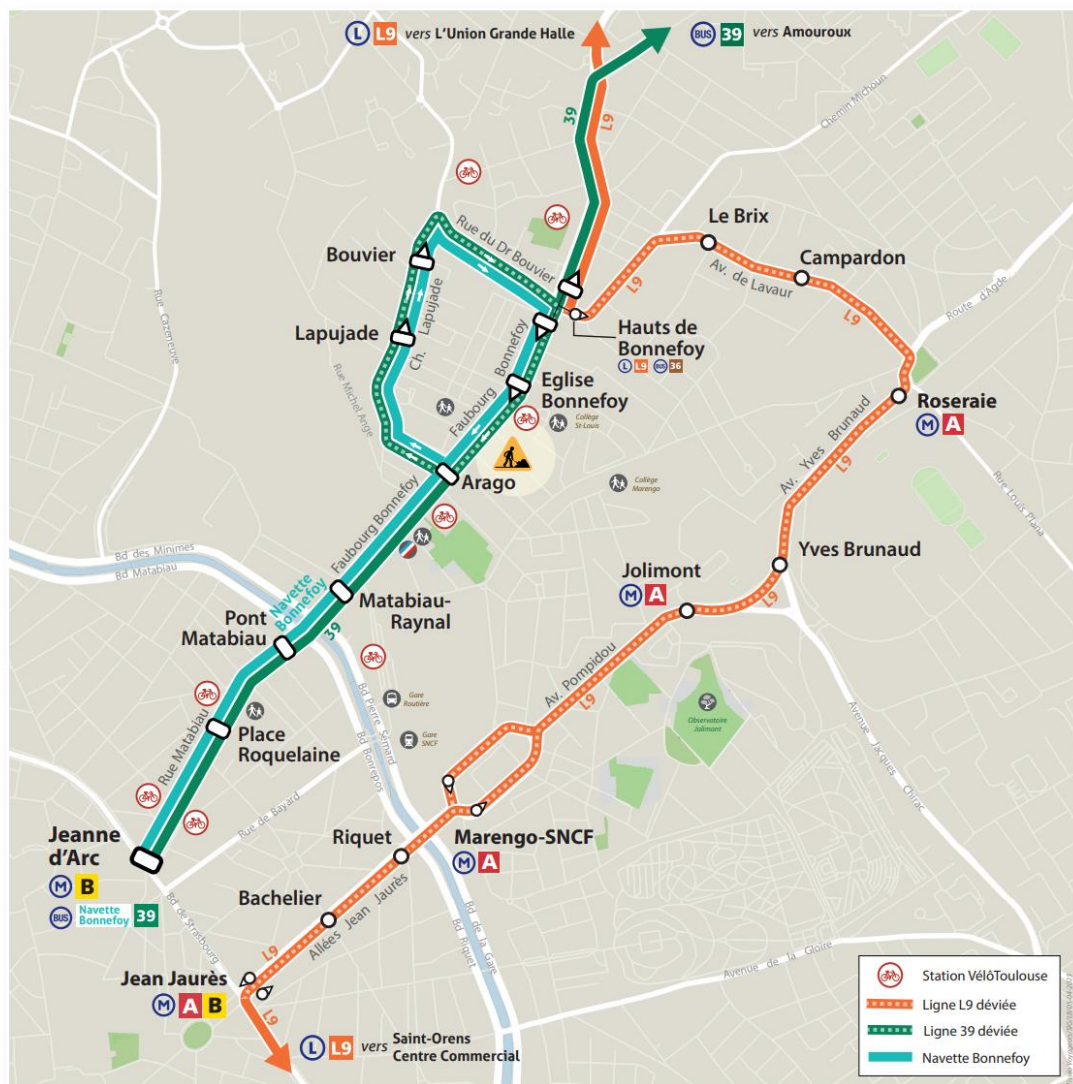 L L9 vers L'Union Grande Halle
BUS 39 vers Amouroux
39
L9
Chemin Michoun
Le Brix
Campardon
Av. de Lavaur
L9
L9
Route d'Agde
Rue du Dr Bouvier
Bouvier
Lapujade
Ch. Lapujade
Rue Cazeneuve
Rue Michel Ange
Hauts de
Bonnefoy
L L9 BUS 36
Faubourg Bonnefoy
Eglise
Bonnefoy
Collège
St-Louis
Roseraie
M A
Av. Yves Brunaud
L9
Rue Louis Plana
Arago
Collège
Marengo
Faubourg Bonnefoy
Bd des Minimes
Bd Matabiau
Yves Brunaud
Jolimont
M A
L9
Navette
Bonnefoy
39
Matabiau-
Raynal
Pont
Matabiau
Av. Pompidou
L9
Gare
Routière
Gare
SNCF
Bd Pierre Sémard
Bd Bonrepos
Observatoire
Jolimont
Avenue Jacques Chirac
Rue Matabiau
Place
Roquelaine
Rue de Bayard
Jeanne
d'Arc
M B
BUS Navette
Bonnefoy 39
Riquet
Marengo-SNCF
M A
Bachelier
Allées Jean Jaurès
L9
Bd de Strasbourg
Bd de la Gare
Bd Riquet
Avenue de la Gloire
Jean Jaurès
M A B
L9
L L9 vers Saint-Orens
Centre Commercial
Station VélôToulouse
Ligne L9 déviée
Ligne 39 déviée
Navette Bonnefoy